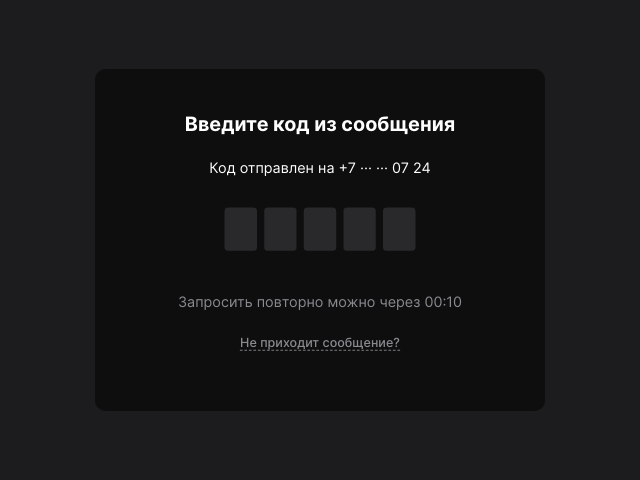 Введите код из сообщения
Код отправлен на +7 ··· ··· 07 24
Запросить повторно можно через 00:10
Не приходит сообщение?